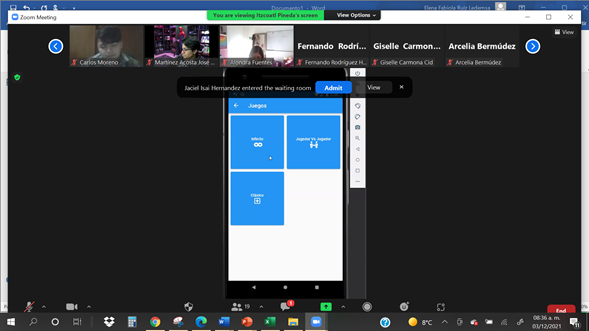 Documento1 - Word
Elena Fabiola Ruiz Ledesma
Zoom Meeting
You are viewing Itzcoatl Pineda's screen
View Options
View
Carlos Moreno
Martínez Acosta José ...
Alondra Fuentes
Fernando Rodrí...
Fernando Rodríguez H...
Giselle Carmon...
Giselle Carmona Cid
Arcelia Bermúdez
Arcelia Bermúdez
Jaciel Isai Hernandez entered the waiting room
Admit
View
Juegos
Infinito
Jugador Vs Jugador
Clásico
19
End
8°C
08:36 a. m.
03/12/2021